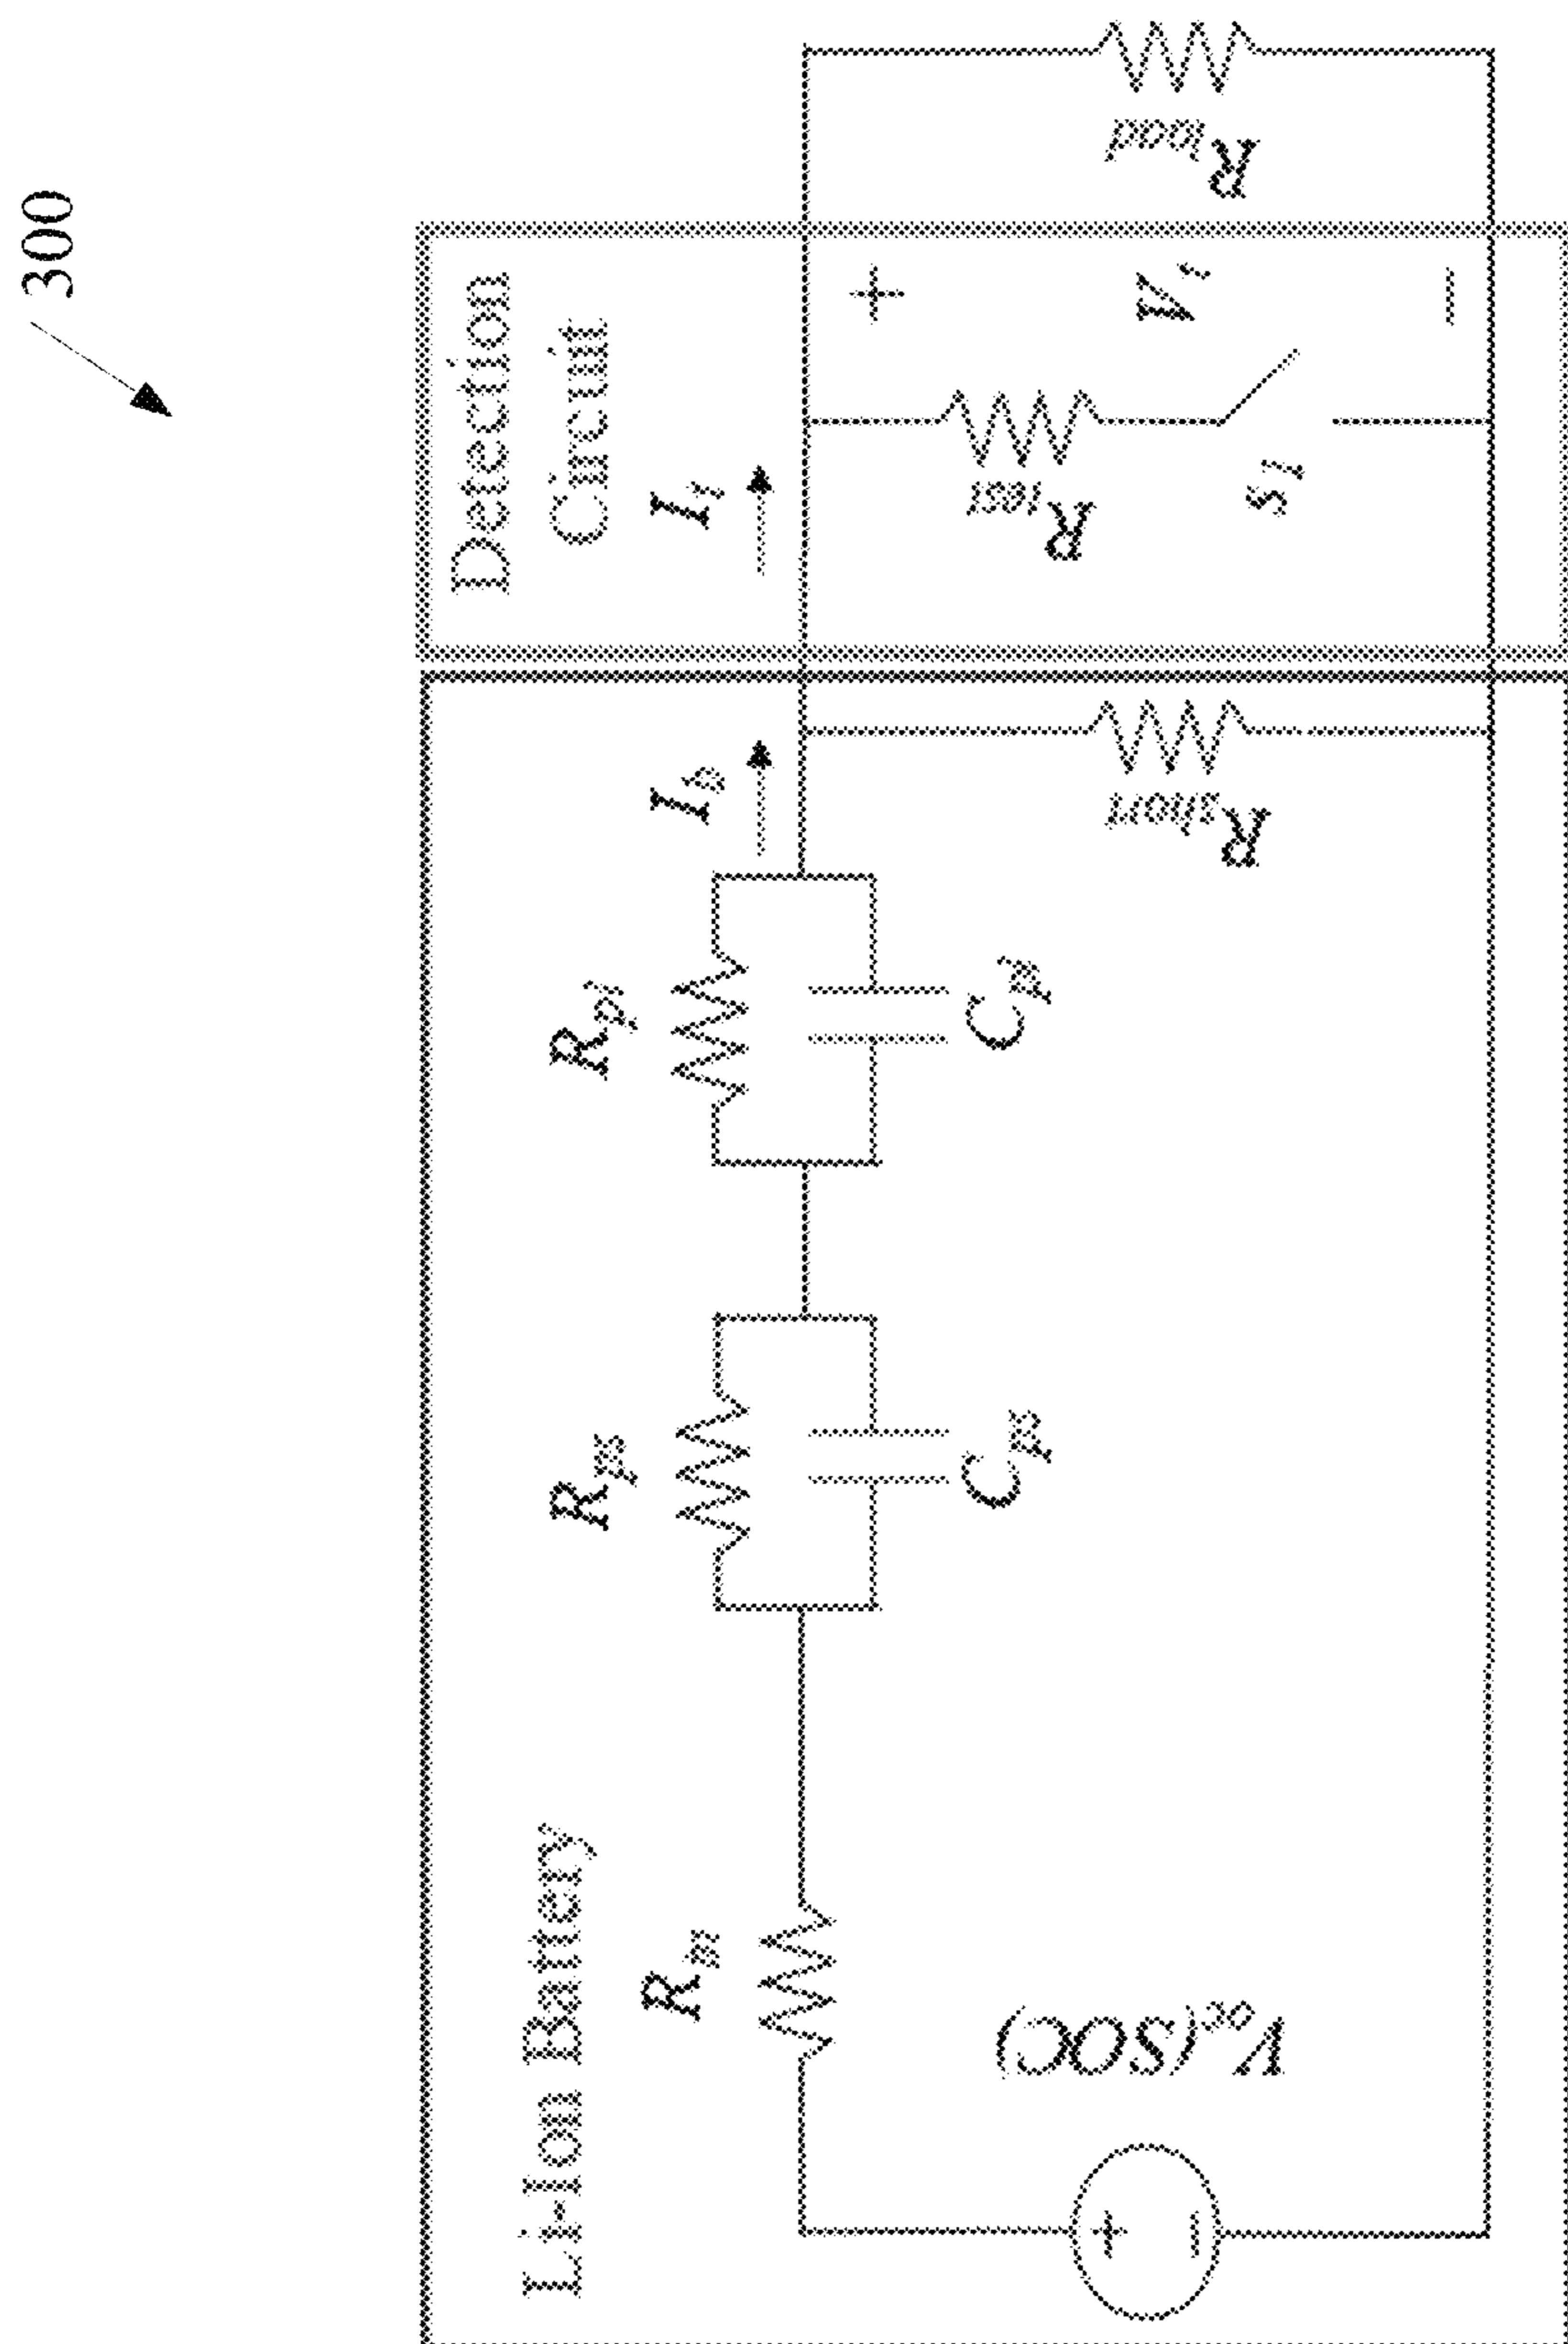 300
Li-Ion Battery
Detection
Circuit
R_in
R_ps
R_pl
I_b
I_t
C_ps
C_pl
V_oc(SOC)
+
−
R_short
R_test
S_1
+
V_t
−
R_load